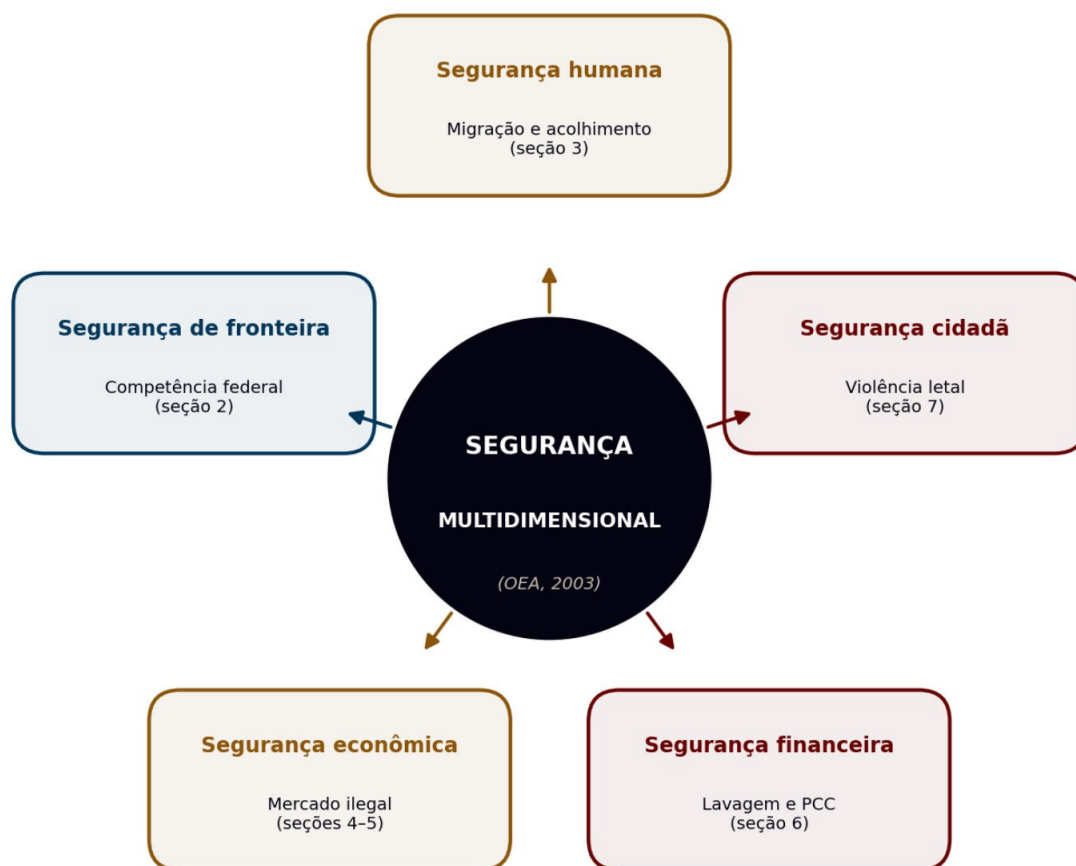 Segurança humana
Migração e acolhimento
(seção 3)
Segurança de fronteira
Competência federal
(seção 2)
Segurança cidadã
Violência letal
(seção 7)
SEGURANÇA
MULTIDIMENSIONAL
(OEA, 2003)
Segurança econômica
Mercado ilegal
(seções 4–5)
Segurança financeira
Lavagem e PCC
(seção 6)